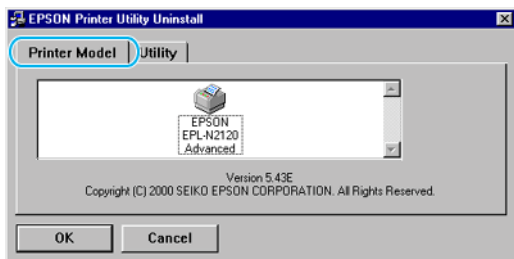 EPSON Printer Utility Uninstall
Printer Model Utility
EPSON
EPL-N2120
Advanced
Version 5.43E
Copyright (C) 2000 SEIKO EPSON CORPORATION. All Rights Reserved.
OK Cancel